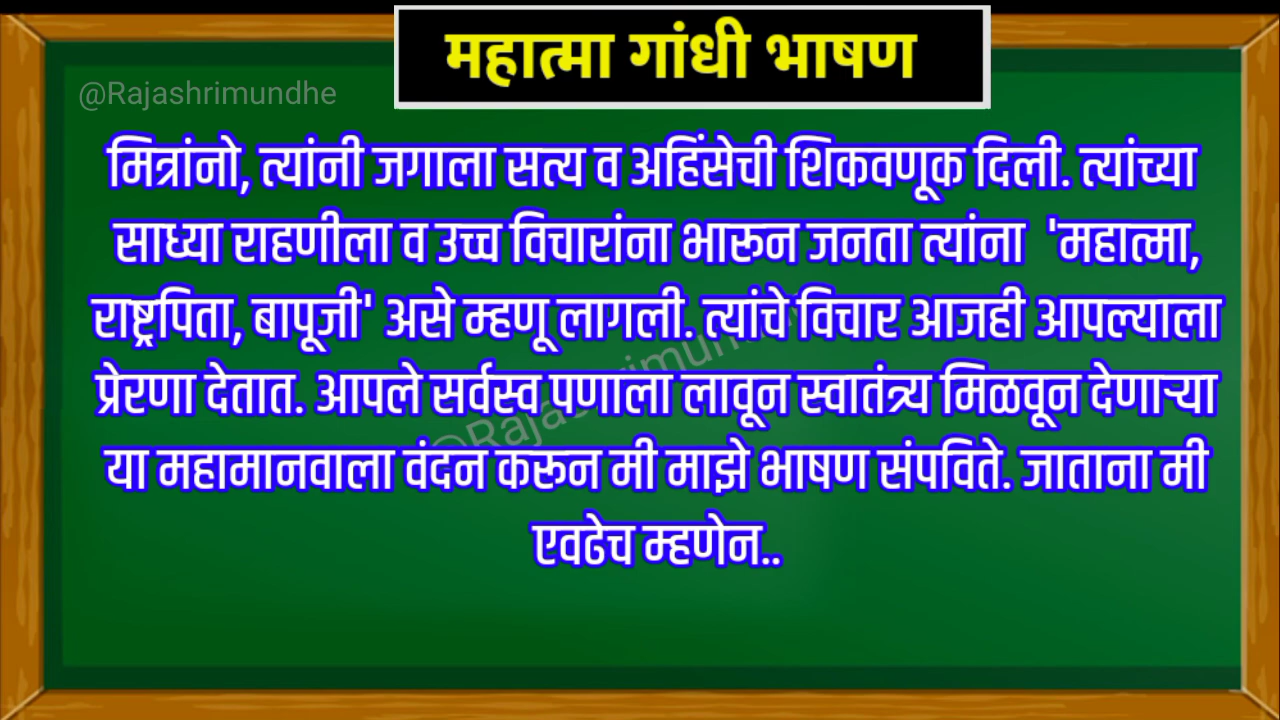 महात्मा गांधी भाषण
@Rajashrimundhe
मित्रांनो, त्यांनी जगाला सत्य व अहिंसेची शिकवणूक दिली. त्यांच्या
साध्या राहणीला व उच्च विचारांना भारून जनता त्यांना 'महात्मा,
राष्ट्रपिता, बापूजी' असे म्हणू लागली. त्यांचे विचार आजही आपल्याला
प्रेरणा देतात. आपले सर्वस्व पणाला लावून स्वातंत्र्य मिळवून देणाऱ्या
या महामानवाला वंदन करून मी माझे भाषण संपविते. जाताना मी
एवढेच म्हणेन..